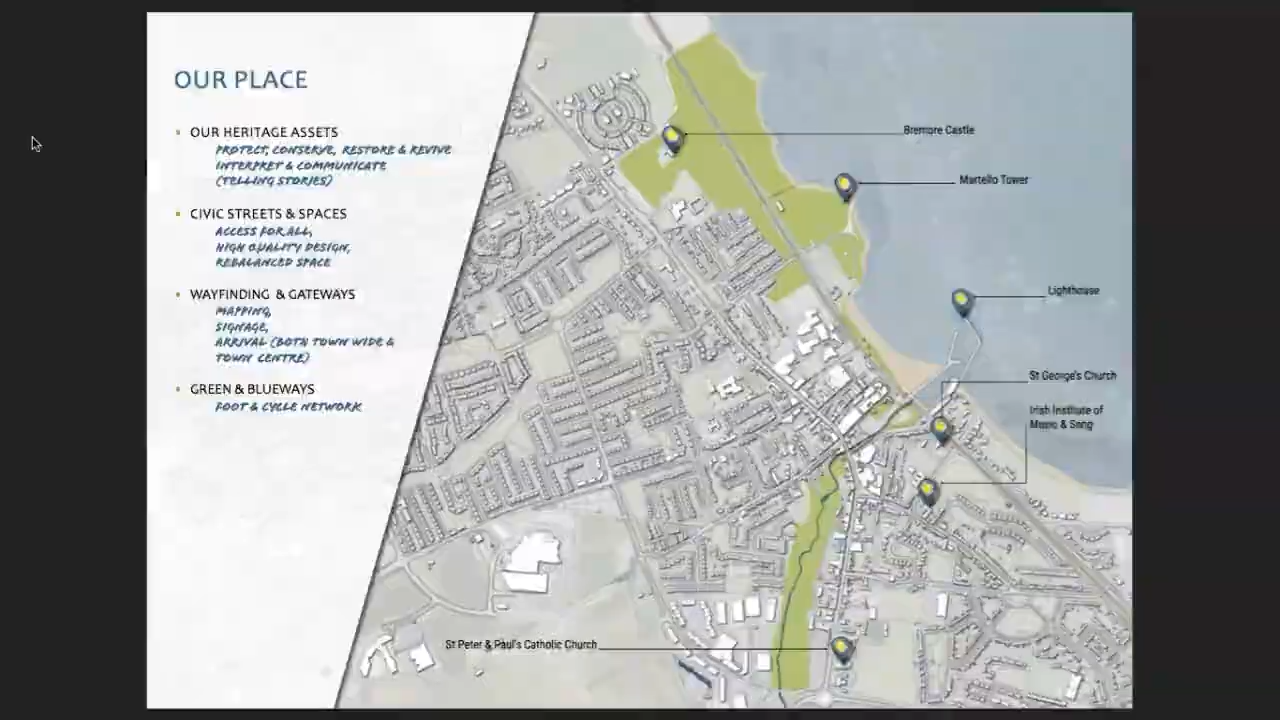 OUR PLACE
OUR HERITAGE ASSETS
PROTECT, CONSERVE, RESTORE & REVIVE
INTERPRET & COMMUNICATE
(TELLING STORIES)
CIVIC STREETS & SPACES
ACCESS FOR ALL,
HIGH QUALITY DESIGN,
REBALANCED SPACE
WAYFINDING & GATEWAYS
MAPPING,
SIGNAGE,
ARRIVAL (BOTH TOWN WIDE &
TOWN CENTRE)
GREEN & BLUEWAYS
FOOT & CYCLE NETWORK
Bremore Castle
Martello Tower
Lighthouse
St George's Church
Irish Institute of
Music & Song
St Peter & Paul's Catholic Church